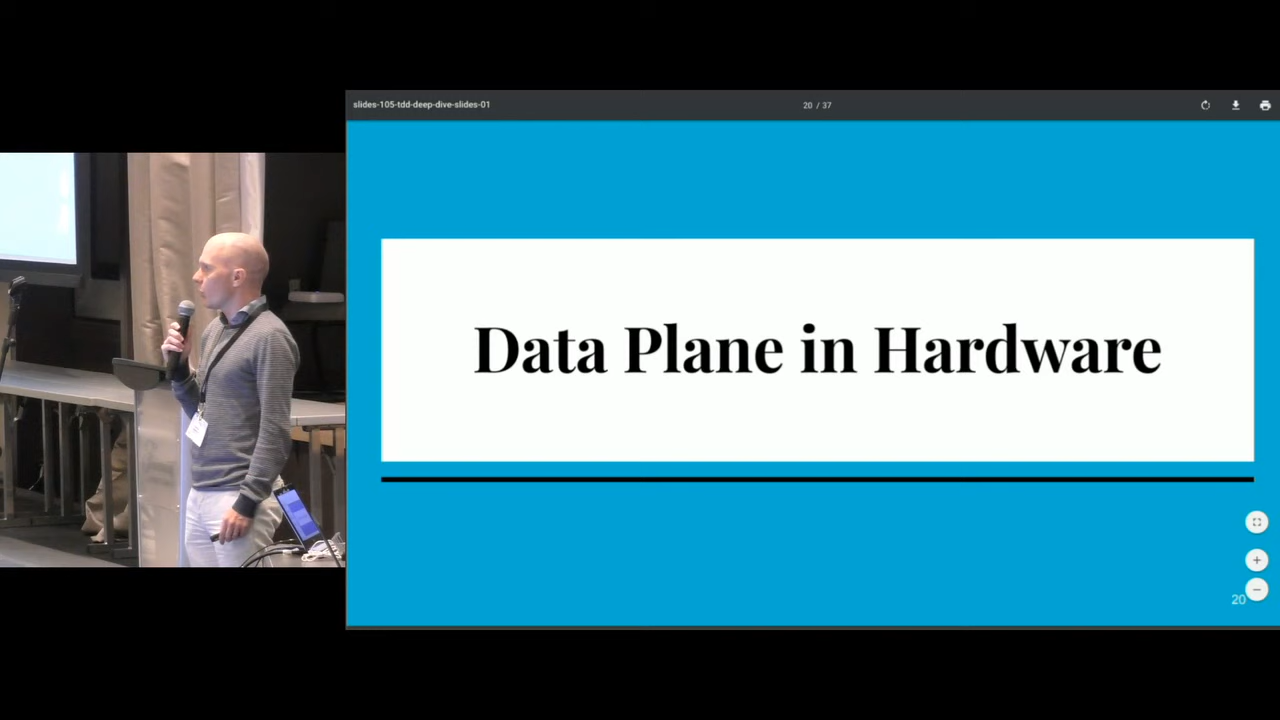 slides-105-tdd-deep-dive-slides-01
20 / 37
Data Plane in Hardware
20